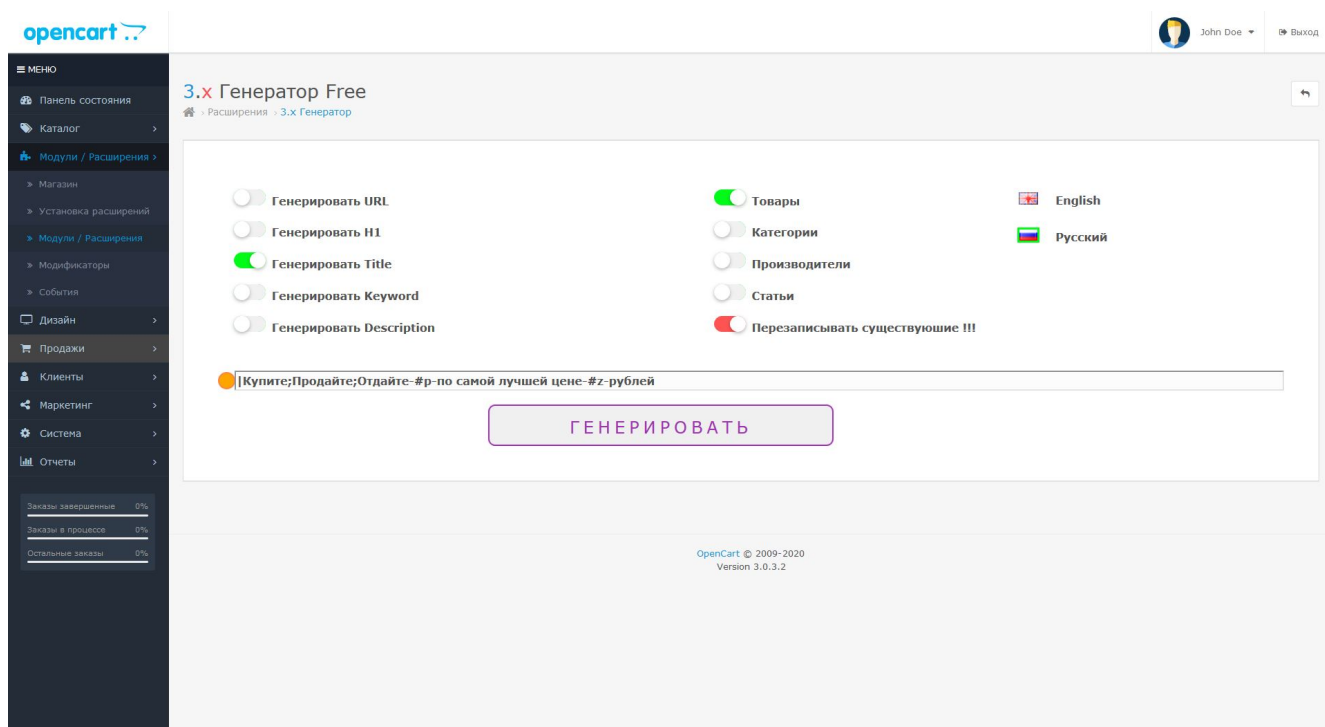 opencart
John Doe
Выход
МЕНЮ
Панель состояния
Каталог
Модули / Расширения
Магазин
Установка расширений
Модули / Расширения
Модификаторы
События
Дизайн
Продажи
Клиенты
Маркетинг
Система
Отчеты
Заказы завершенные 0%
Заказы в процессе 0%
Остальные заказы 0%
3.x Генератор Free
Расширения › 3.x Генератор
Генерировать URL
Генерировать H1
Генерировать Title
Генерировать Keyword
Генерировать Description
Товары
Категории
Производители
Статьи
Перезаписывать существуюшие !!!
English
Русский
|Купите;Продайте;Отдайте-#p-по самой лучшей цене-#z-рублей
ГЕНЕРИРОВАТЬ
OpenCart © 2009-2020
Version 3.0.3.2